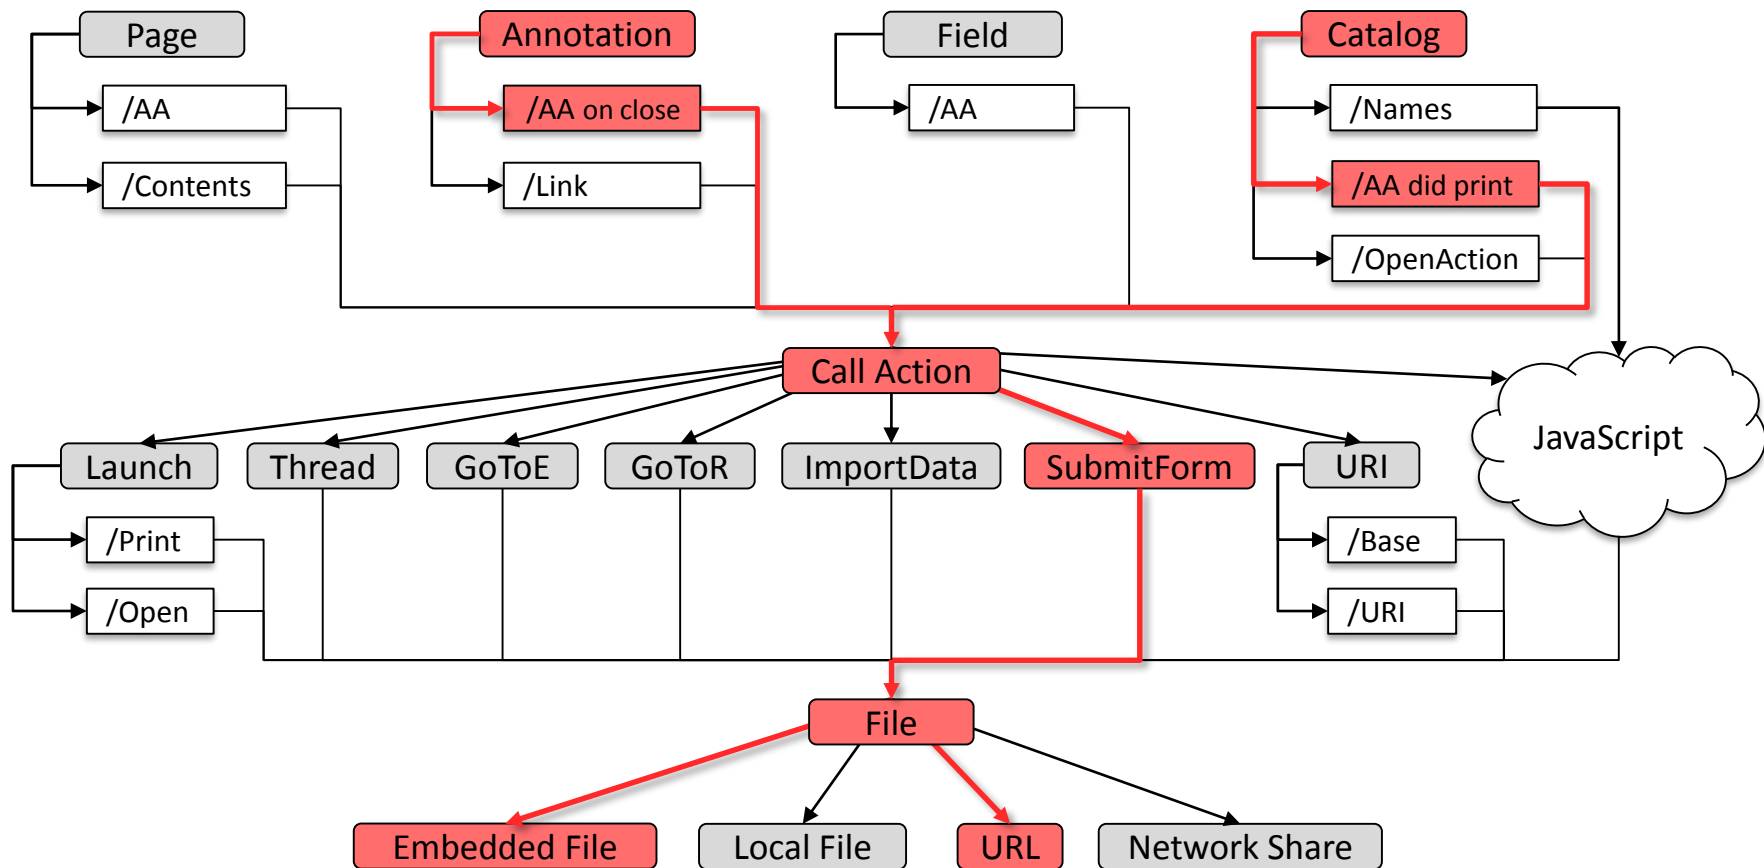 Page
Annotation
Field
Catalog
/AA
/AA on close
/AA
/Names
/Contents
/Link
/AA did print
/OpenAction
Call Action
JavaScript
Launch
Thread
GoToE
GoToR
ImportData
SubmitForm
URI
/Print
/Base
/Open
/URI
File
Embedded File
Local File
URL
Network Share